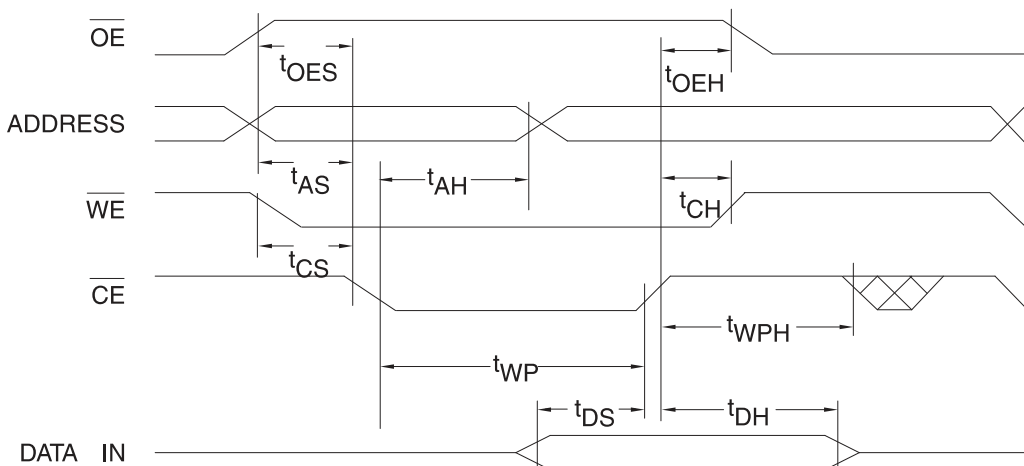 OE
tOES
tOEH
ADDRESS
tAS
tAH
tCH
WE
tCS
CE
tWPH
tWP
tDS
tDH
DATA IN